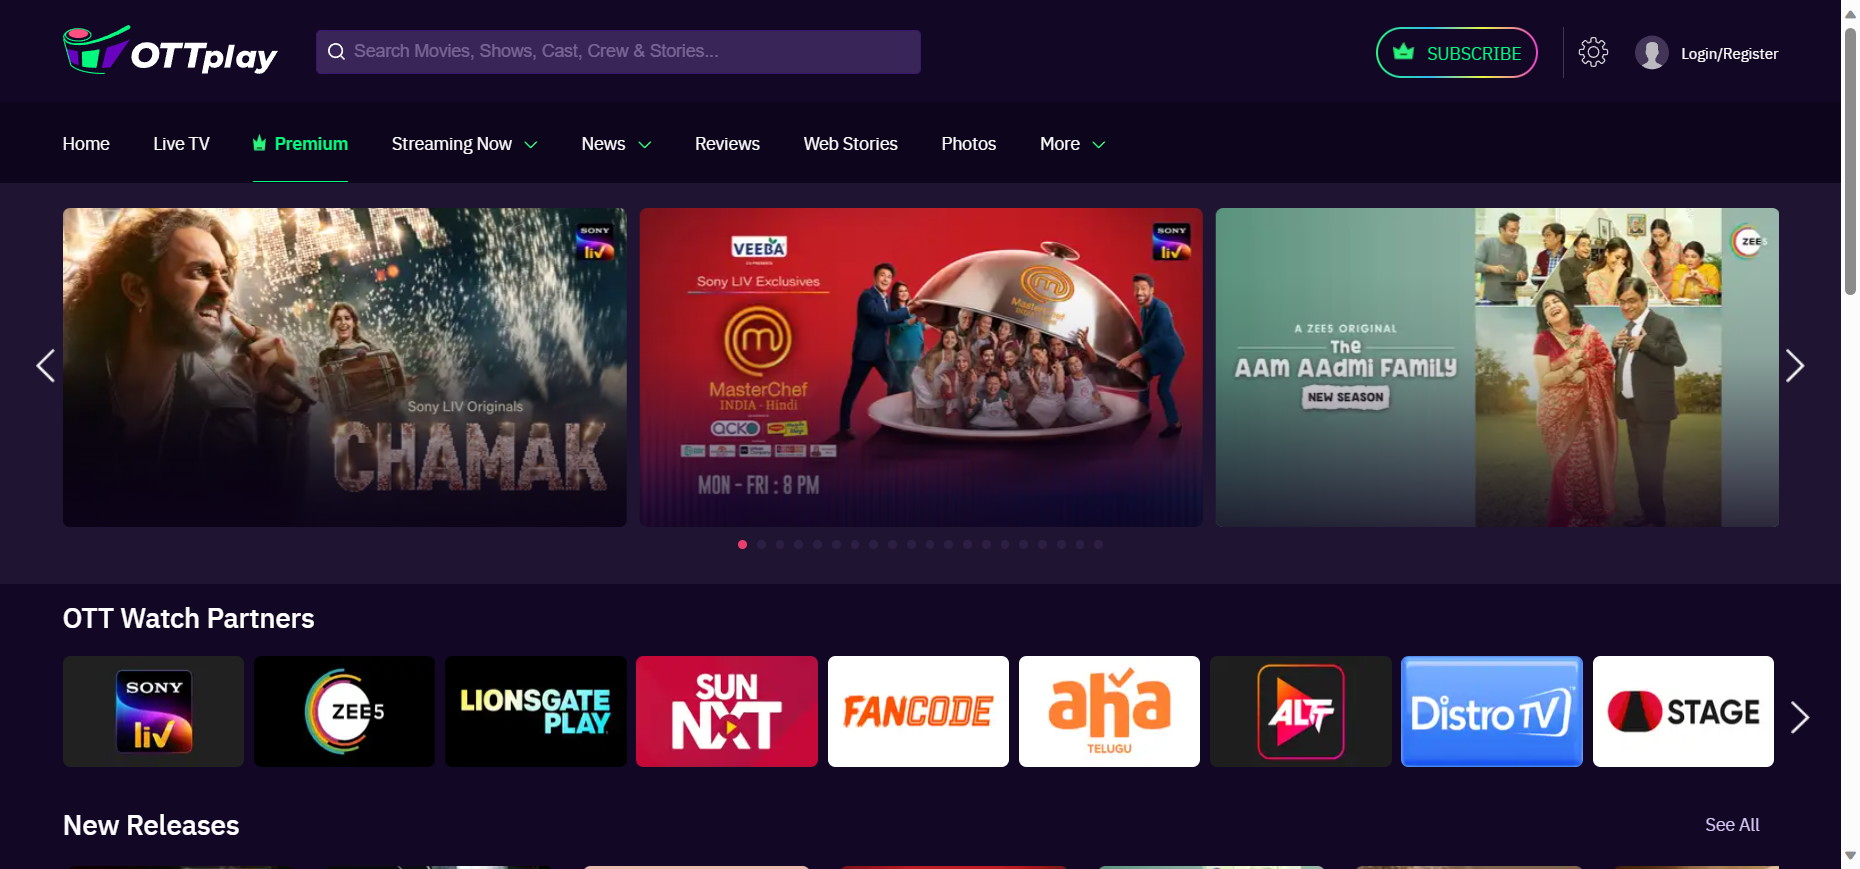 OTTplay
Search Movies, Shows, Cast, Crew & Stories...
SUBSCRIBE
Login/Register
Home
Live TV
Premium
Streaming Now
News
Reviews
Web Stories
Photos
More
SONY
liv
Sony LIV Originals
CHAMAK
VEEBA
Sony LIV Exclusives
MasterChef
INDIA - Hindi
acko
MON - FRI : 8 PM
MasterChef
SONY
liv
A ZEE5 ORIGINAL
The
AAM AAdmi FAMILY
NEW SEASON
ZEE5
OTT Watch Partners
SONY
liv
ZEE5
LIONSGATE
PLAY
SUN
NXT
FANCODE
aha
TELUGU
ALTT
DistroTV
STAGE
New Releases
See All